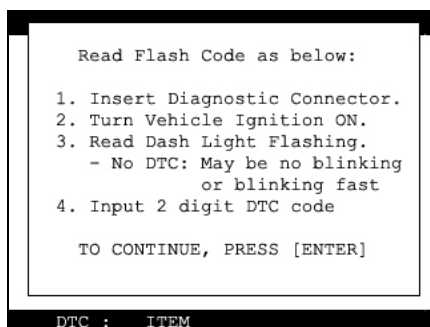 Read Flash Code as below:
1. Insert Diagnostic Connector.
2. Turn Vehicle Ignition ON.
3. Read Dash Light Flashing.
- No DTC: May be no blinking
or blinking fast
4. Input 2 digit DTC code
TO CONTINUE, PRESS [ENTER]
DTC : ITEM